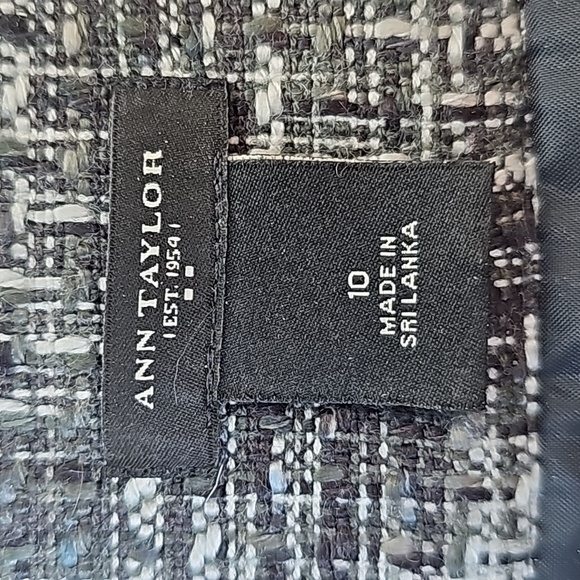 ANN TAYLOR
EST. 1954
10
MADE IN
SRI LANKA